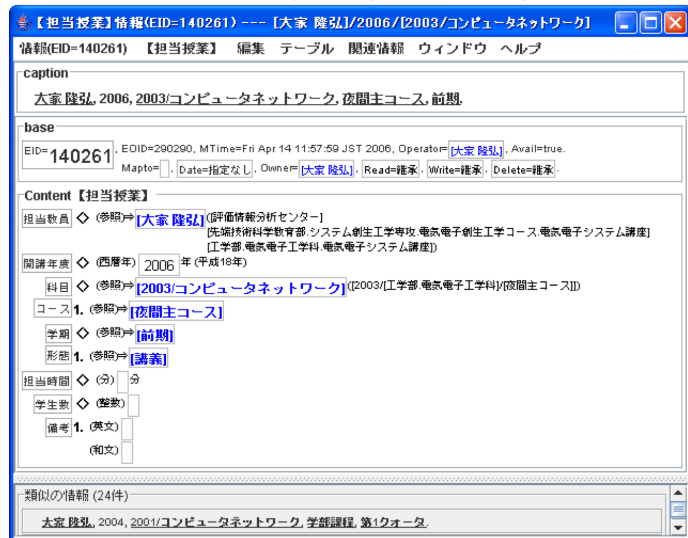 【担当授業】情報(EID=140261) --- [大家 隆弘]/2006/[2003/コンピュータネットワーク]
情報(EID=140261) 【担当授業】 編集 テーブル 関連情報 ウィンドウ ヘルプ
caption
大家 隆弘, 2006, 2003/コンピュータネットワーク, 夜間主コース, 前期.
base
EID=140261, EOID=290290, MTime=Fri Apr 14 11:57:59 JST 2006, Operator=[大家 隆弘], Avail=true.
Mapto= , Date=指定なし, Owner=[大家 隆弘], Read=継承, Write=継承, Delete=継承.
Content【担当授業】
担当教員 ◇ (参照)⇒[大家 隆弘]([評価情報分析センター]
[先端技術科学教育部.システム創生工学専攻.電気電子創生工学コース.電気電子システム講座]
[工学部.電気電子工学科.電気電子システム講座])
開講年度 ◇ (西暦年) 2006 年 (平成18年)
科目 ◇ (参照)⇒[2003/コンピュータネットワーク]([2003/[工学部.電気電子工学科]/[夜間主コース]])
コース 1. (参照)⇒[夜間主コース]
学期 ◇ (参照)⇒[前期]
形態 1. (参照)⇒[講義]
担当時間 ◇ (分) 分
学生数 ◇ (整数)
備考 1. (英文)
(和文)
類似の情報 (24件)
大家 隆弘, 2004, 2001/コンピュータネットワーク, 学部課程, 第1クォータ.